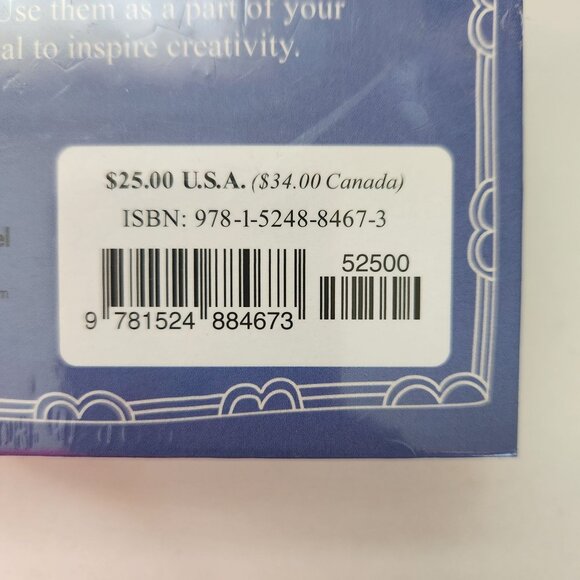 Use them as a part of your
al to inspire creativity.
$25.00 U.S.A. ($34.00 Canada)
ISBN: 978-1-5248-8467-3
52500
9 781524 884673
el
m